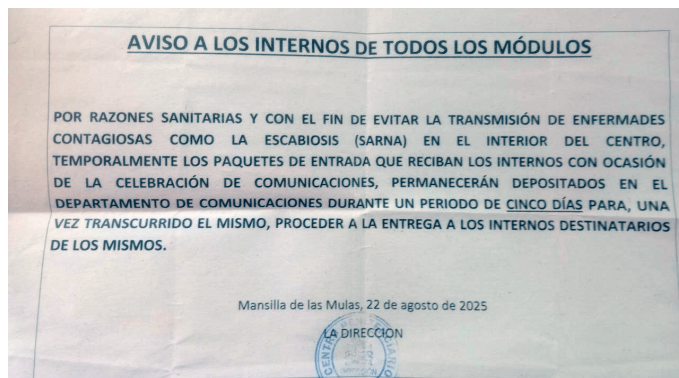 AVISO A LOS INTERNOS DE TODOS LOS MÓDULOS
POR RAZONES SANITARIAS Y CON EL FIN DE EVITAR LA TRANSMISIÓN DE ENFERMADES
CONTAGIOSAS COMO LA ESCABIOSIS (SARNA) EN EL INTERIOR DEL CENTRO,
TEMPORALMENTE LOS PAQUETES DE ENTRADA QUE RECIBAN LOS INTERNOS CON OCASIÓN
DE LA CELEBRACIÓN DE COMUNICACIONES, PERMANECERÁN DEPOSITADOS EN EL
DEPARTAMENTO DE COMUNICACIONES DURANTE UN PERIODO DE CINCO DÍAS PARA, UNA
VEZ TRANSCURRIDO EL MISMO, PROCEDER A LA ENTREGA A LOS INTERNOS DESTINATARIOS
DE LOS MISMOS.
Mansilla de las Mulas, 22 de agosto de 2025
LA DIRECCION
CENTRO PENITENCIARIO